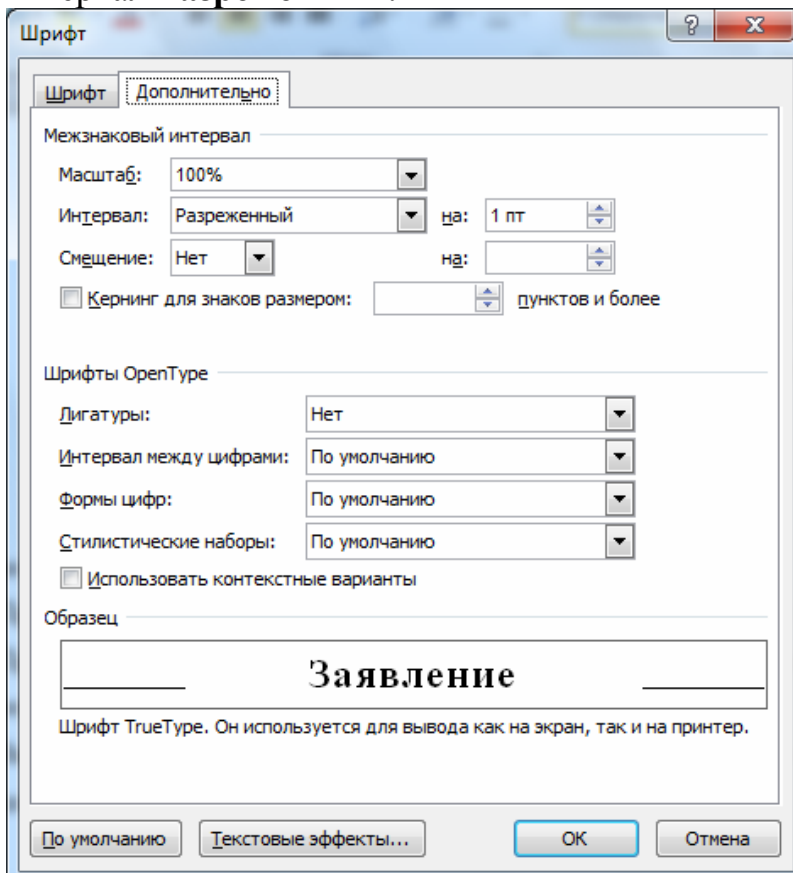 Шрифт
Шрифт Дополнительно
Межзнаковый интервал
Масштаб: 100%
Интервал: Разреженный на: 1 пт
Смещение: Нет на:
Кернинг для знаков размером: пунктов и более
Шрифты OpenType
Лигатуры: Нет
Интервал между цифрами: По умолчанию
Формы цифр: По умолчанию
Стилистические наборы: По умолчанию
Использовать контекстные варианты
Образец
Заявление
Шрифт TrueType. Он используется для вывода как на экран, так и на принтер.
По умолчанию Текстовые эффекты... ОК Отмена